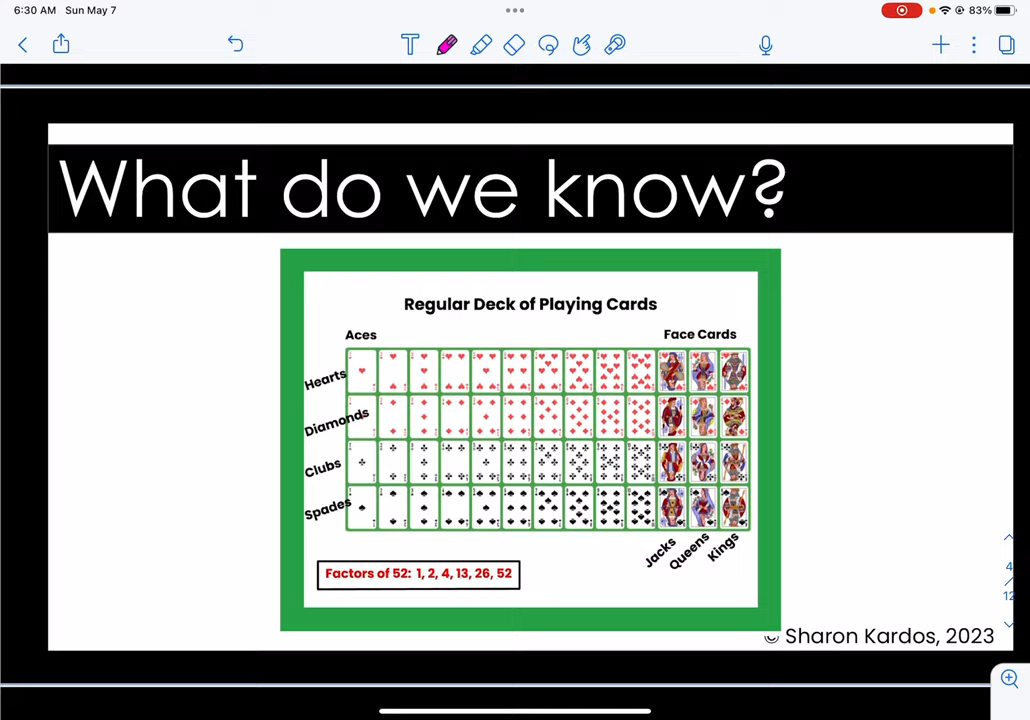 6:30 AM Sun May 7
83%
What do we know?
Regular Deck of Playing Cards
Aces
Face Cards
Hearts
Diamonds
Clubs
Spades
Jacks
Queens
Kings
Factors of 52: 1, 2, 4, 13, 26, 52
4
12
© Sharon Kardos, 2023